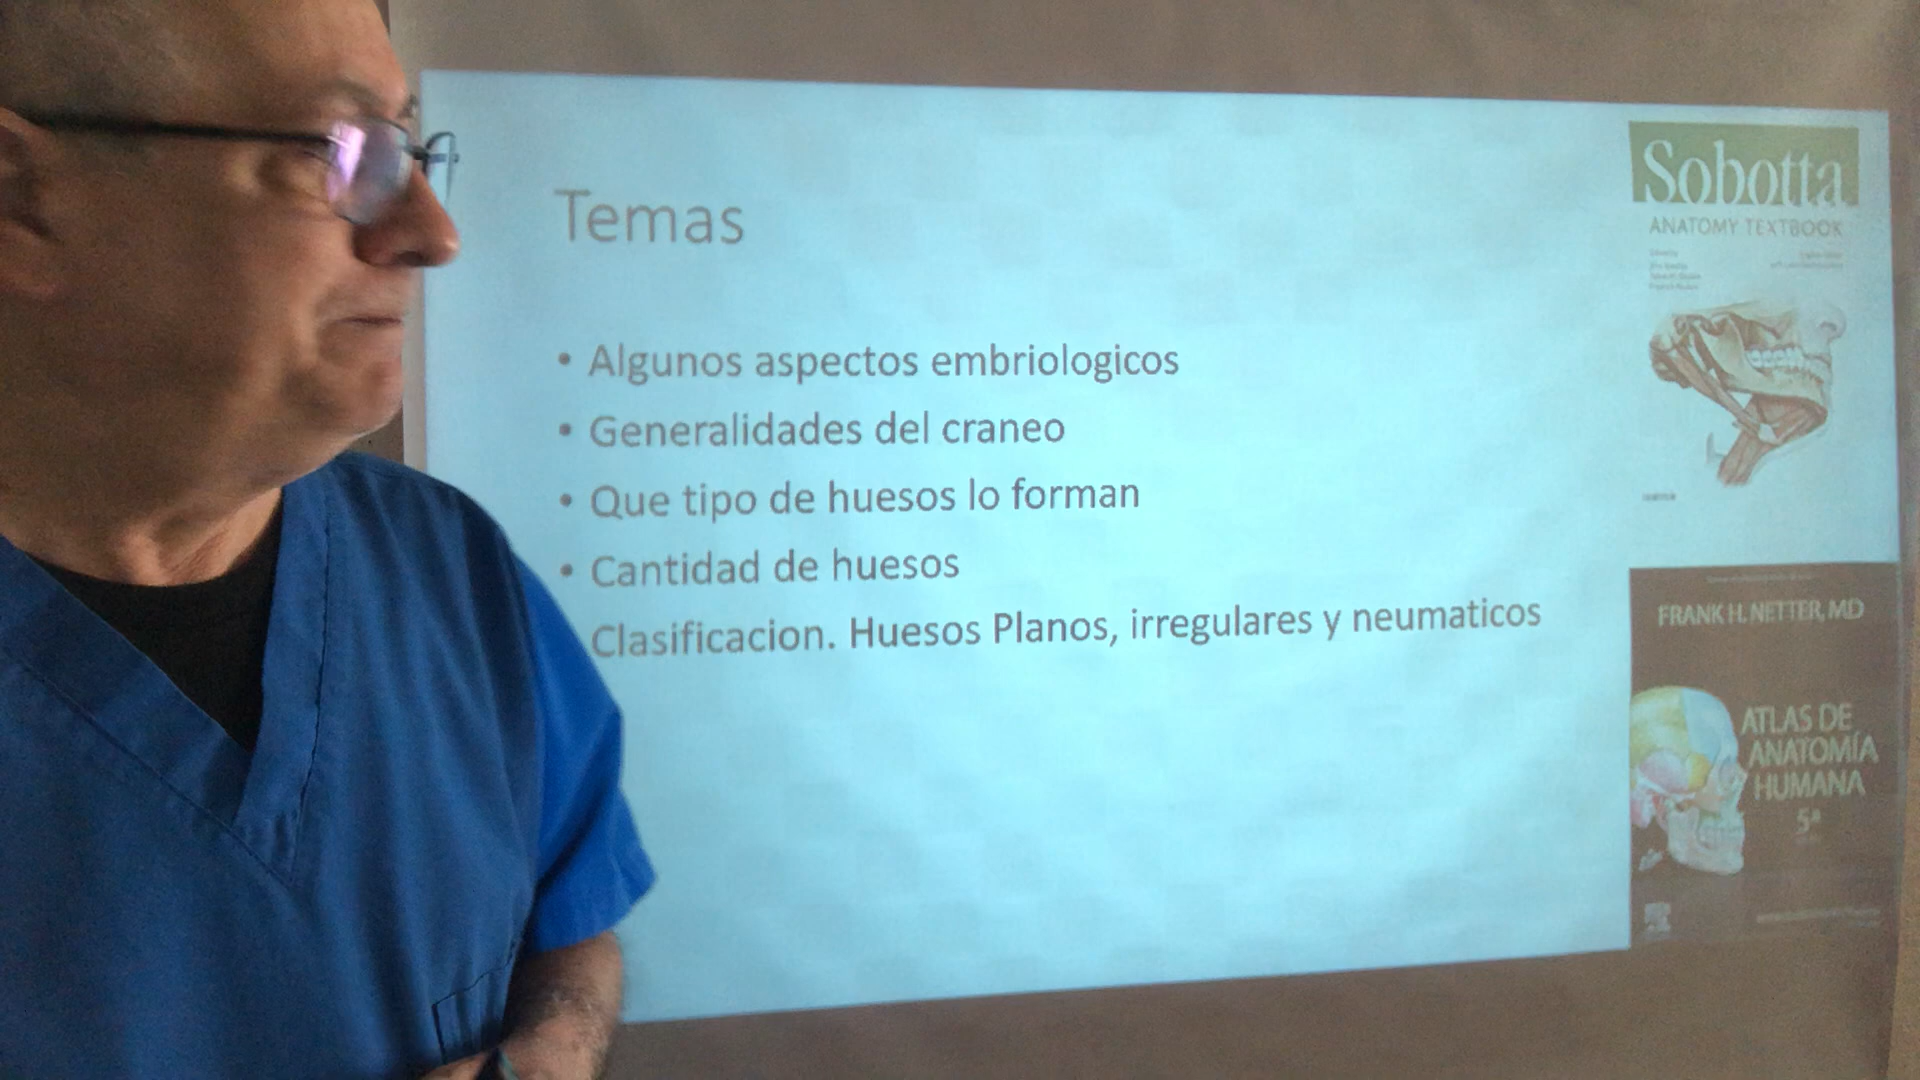 Temas
• Algunos aspectos embriologicos
• Generalidades del craneo
• Que tipo de huesos lo forman
• Cantidad de huesos
Clasificacion. Huesos Planos, irregulares y neumaticos
Sobotta
ANATOMY TEXTBOOK
FRANK H. NETTER, MD
ATLAS DE
ANATOMÍA
HUMANA
5ª